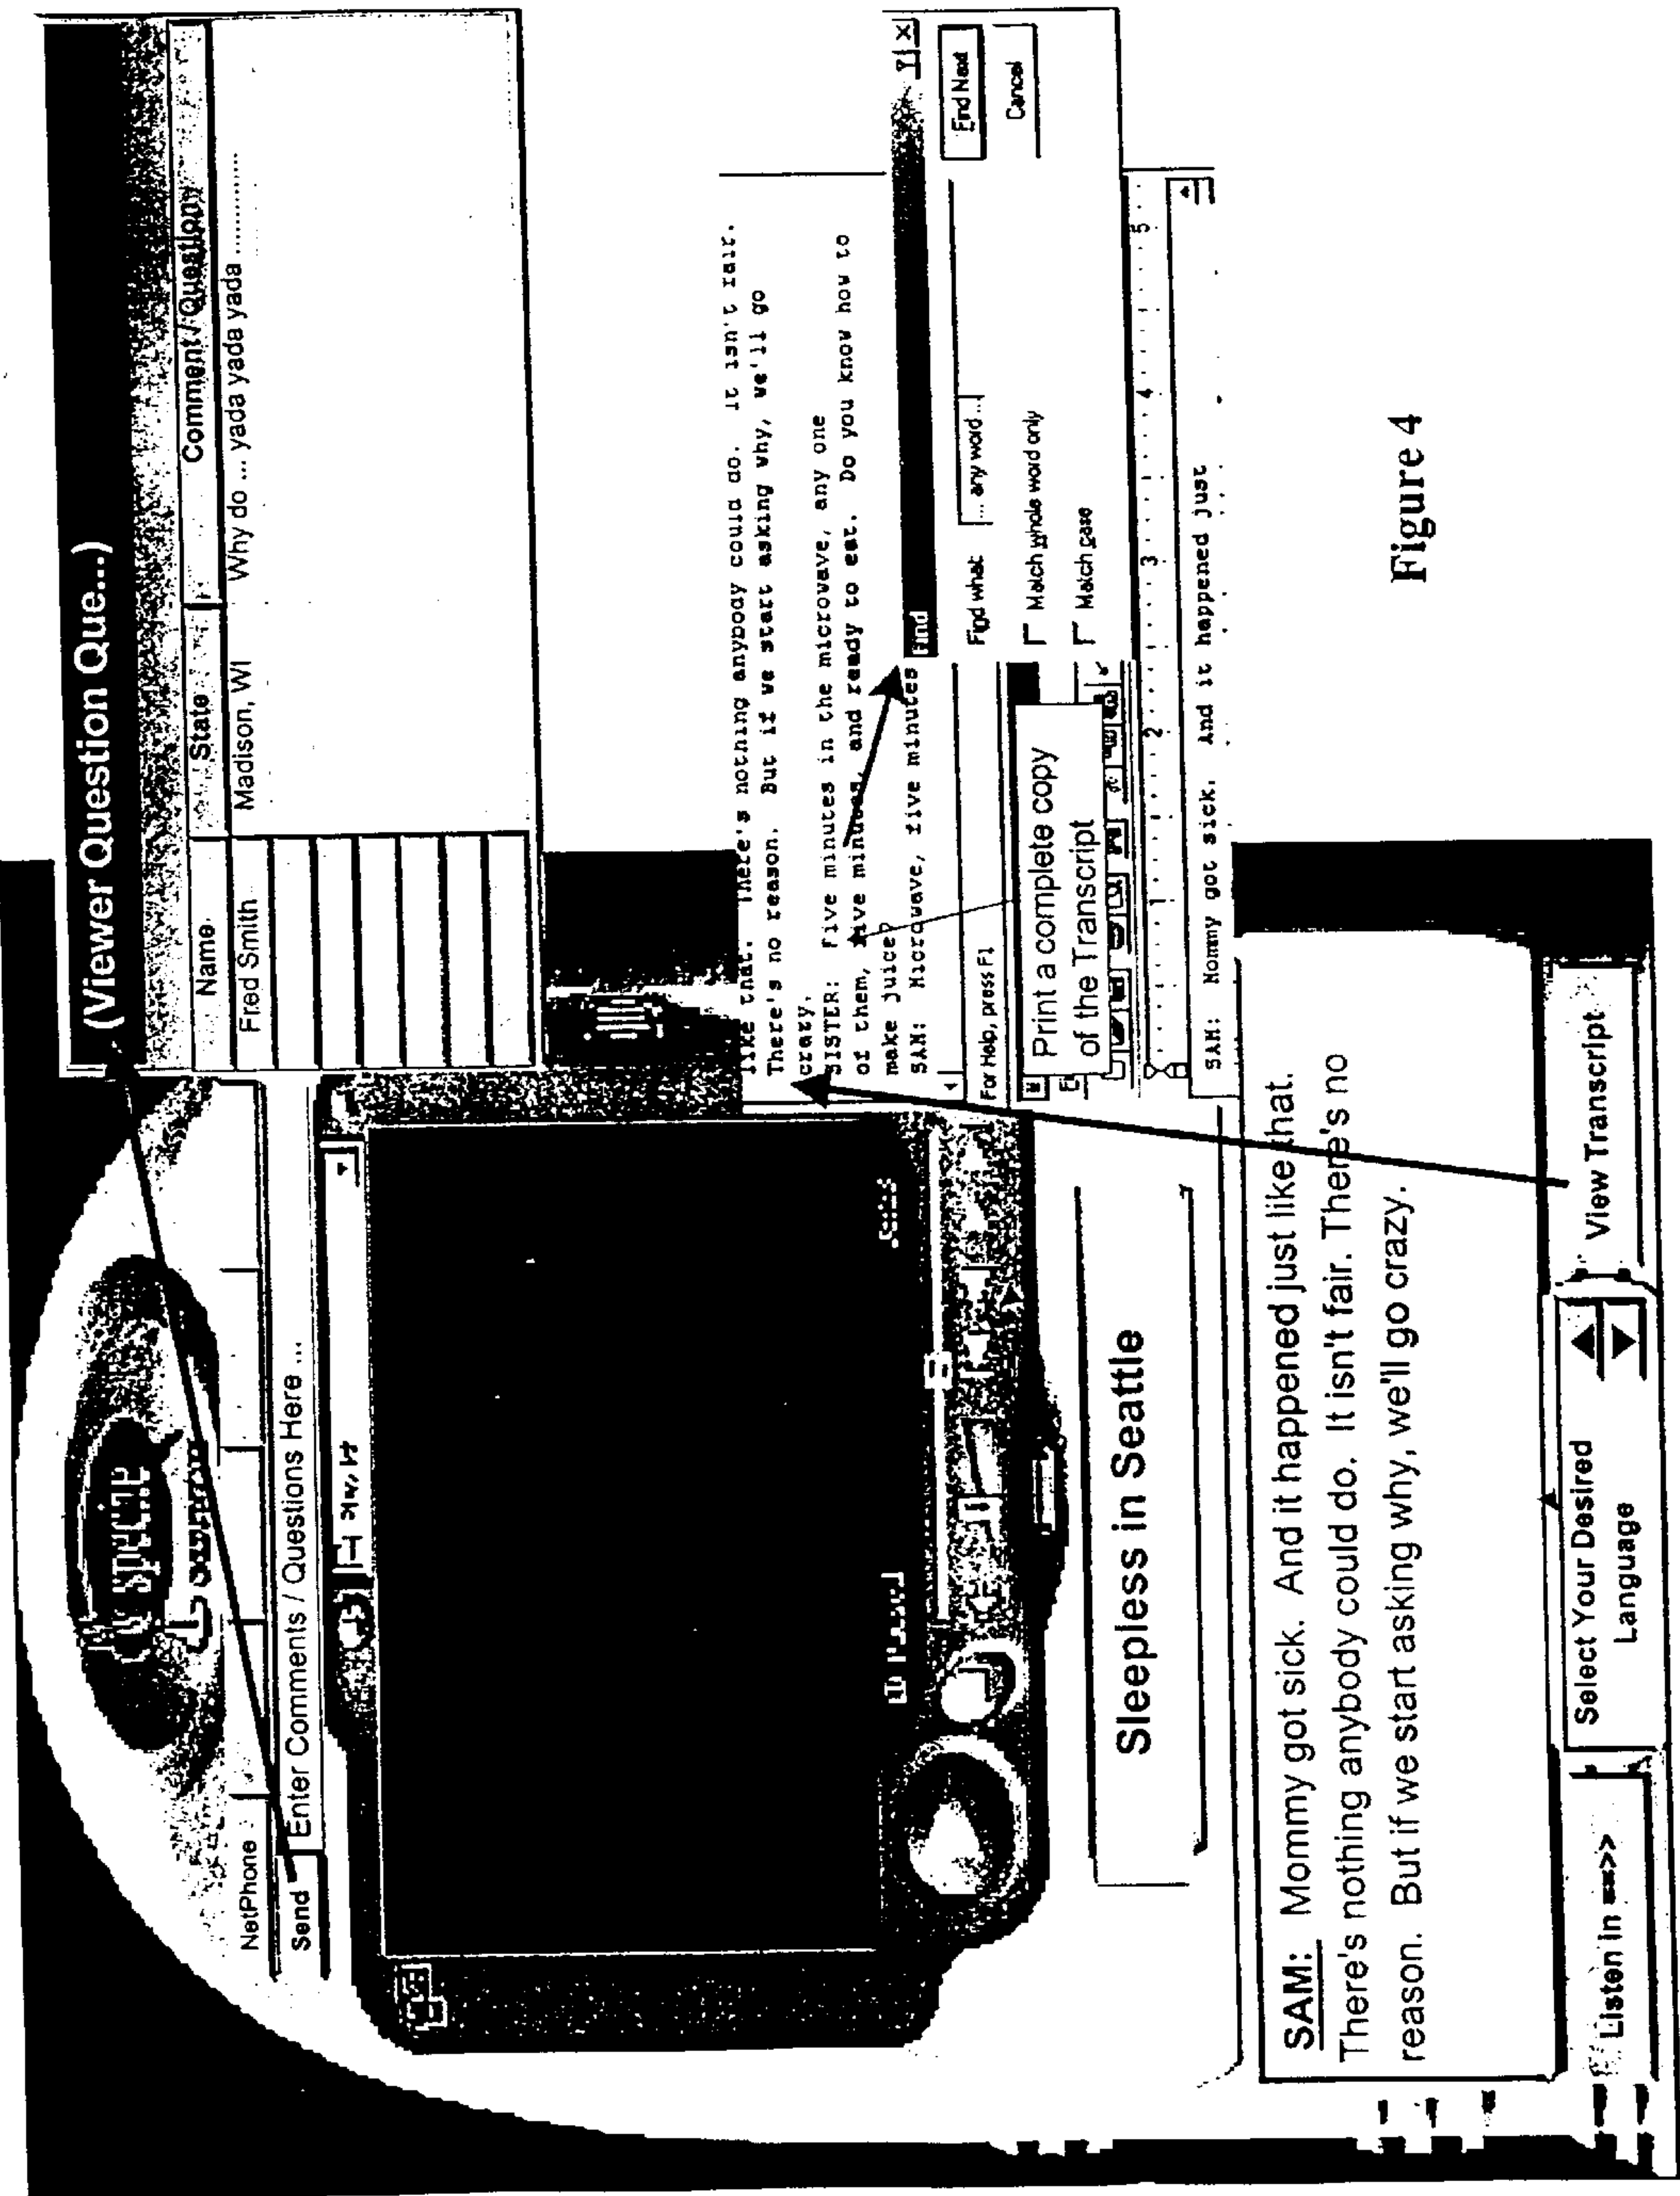 (Viewer Question Que...)
Name State Comment / Question
Fred Smith Madison, WI Why do ... yada yada yada ............
NetPhone
Send Enter Comments / Questions Here ...
like that. There's nothing anybody could do. It isn't fair.
There's no reason. But if we start asking why, we'll go
crazy.
SISTER: Five minutes in the microwave, any one
of them, five minutes, and ready to eat. Do you know how to
make juice?
SAM: Microwave, five minutes
Find
Find what: ... any word ...
Find Next
Match whole word only
Match case
Cancel
For Help, press F1
Print a complete copy
of the Transcript
1 2 3 4 5
SAM: Mommy got sick. And it happened just
Sleepless in Seattle
SAM: Mommy got sick. And it happened just like that.
There's nothing anybody could do. It isn't fair. There's no
reason. But if we start asking why, we'll go crazy.
Listen in ==>>
Select Your Desired
Language
View Transcript
Figure 4